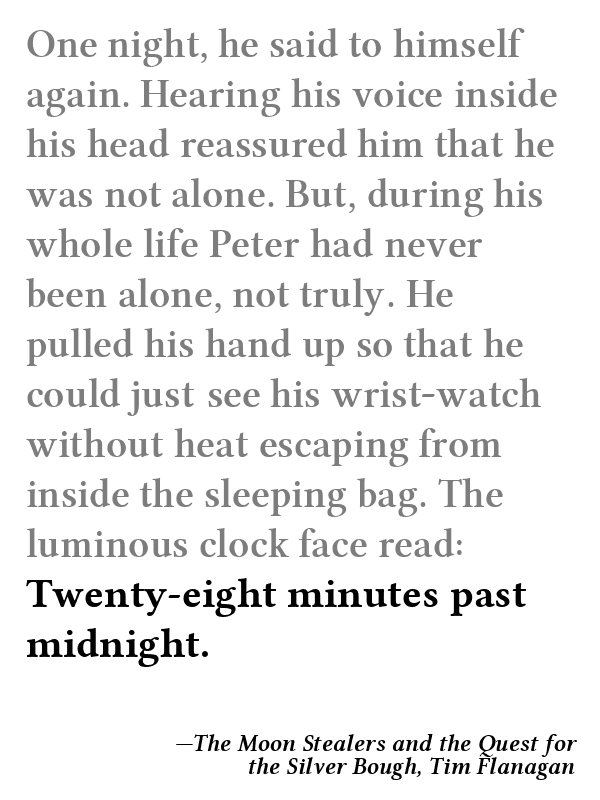 One night, he said to himself
again. Hearing his voice inside
his head reassured him that he
was not alone. But, during his
whole life Peter had never
been alone, not truly. He
pulled his hand up so that he
could just see his wrist-watch
without heat escaping from
inside the sleeping bag. The
luminous clock face read:
Twenty-eight minutes past
midnight.
—The Moon Stealers and the Quest for
the Silver Bough, Tim Flanagan